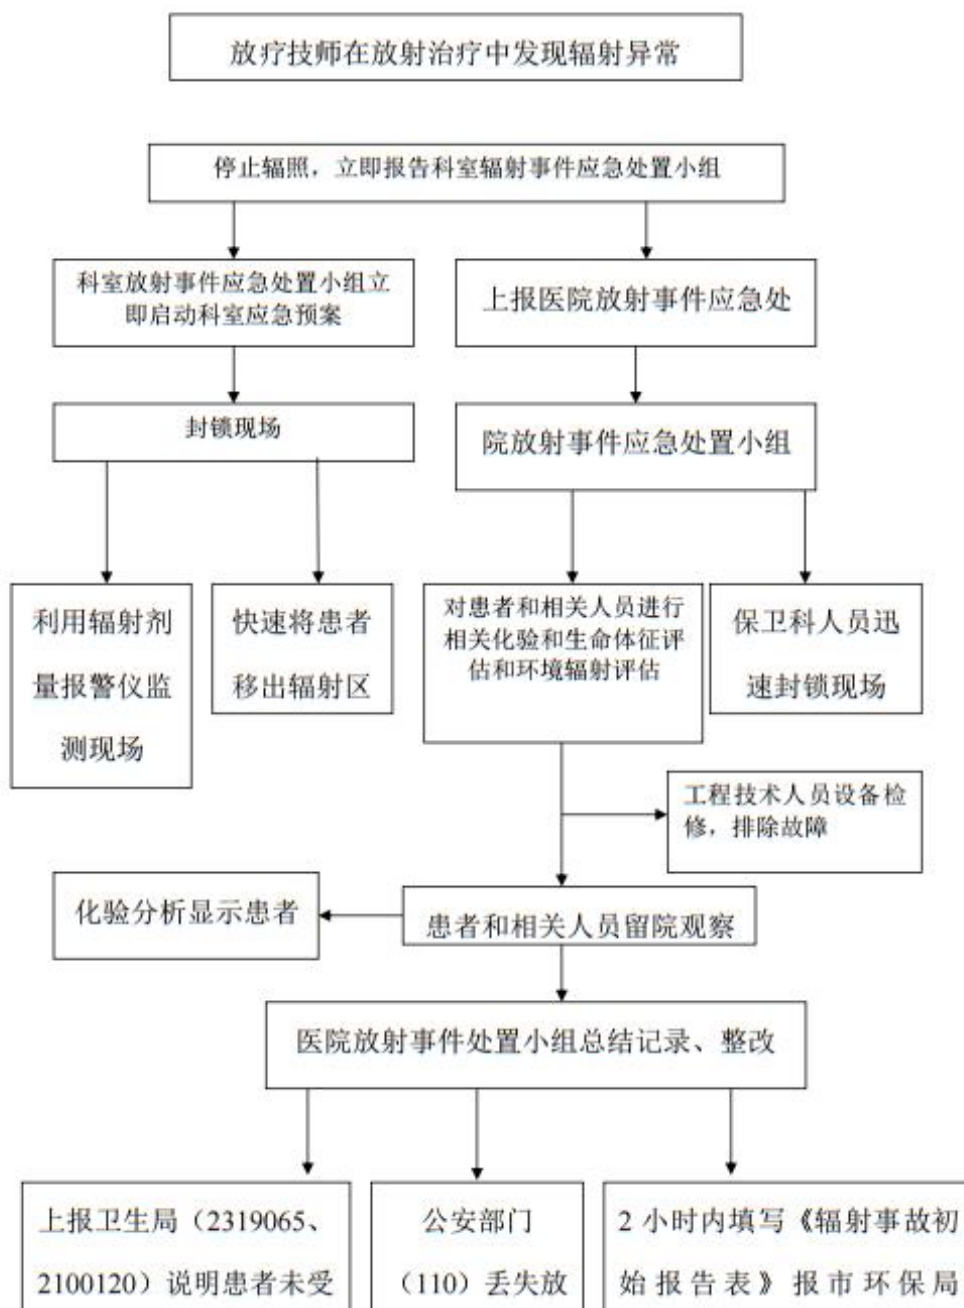 放疗技师在放射治疗中发现辐射异常
停止辐照，立即报告科室辐射事件应急处置小组
科室放射事件应急处置小组立
即启动科室应急预案
上报医院放射事件应急处
封锁现场
院放射事件应急处置小组
利用辐射剂
量报警仪监
测现场
快速将患者
移出辐射区
对患者和相关人员进行
相关化验和生命体征评
估和环境辐射评估
保卫科人员迅
速封锁现场
工程技术人员设备检
修，排除故障
化验分析显示患者
患者和相关人员留院观察
医院放射事件处置小组总结记录、整改
上报卫生局（2319065、
2100120）说明患者未受
公安部门
（110）丢失放
2 小时内填写《辐射事故初
始报告表》报市环保局